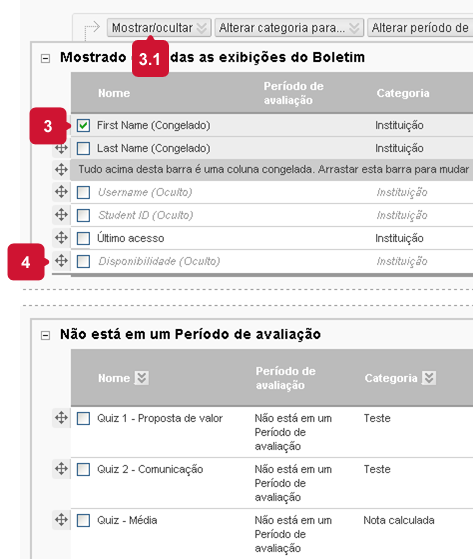 Mostrar/ocultar Alterar categoria para... Alterar período de
3.1
Mostrado das as exibições do Boletim
Nome Período de avaliação Categoria
3 First Name (Congelado) Instituição
Last Name (Congelado) Instituição
Tudo acima desta barra é uma coluna congelada. Arrastar esta barra para mudar
Username (Oculto) Instituição
Student ID (Oculto) Instituição
Último acesso Instituição
4 Disponibilidade (Oculto) Instituição
Não está em um Período de avaliação
Nome Período de avaliação Categoria
Quiz 1 - Proposta de valor Não está em um Período de avaliação Teste
Quiz 2 - Comunicação Não está em um Período de avaliação Teste
Quiz - Média Não está em um Período de avaliação Nota calculada